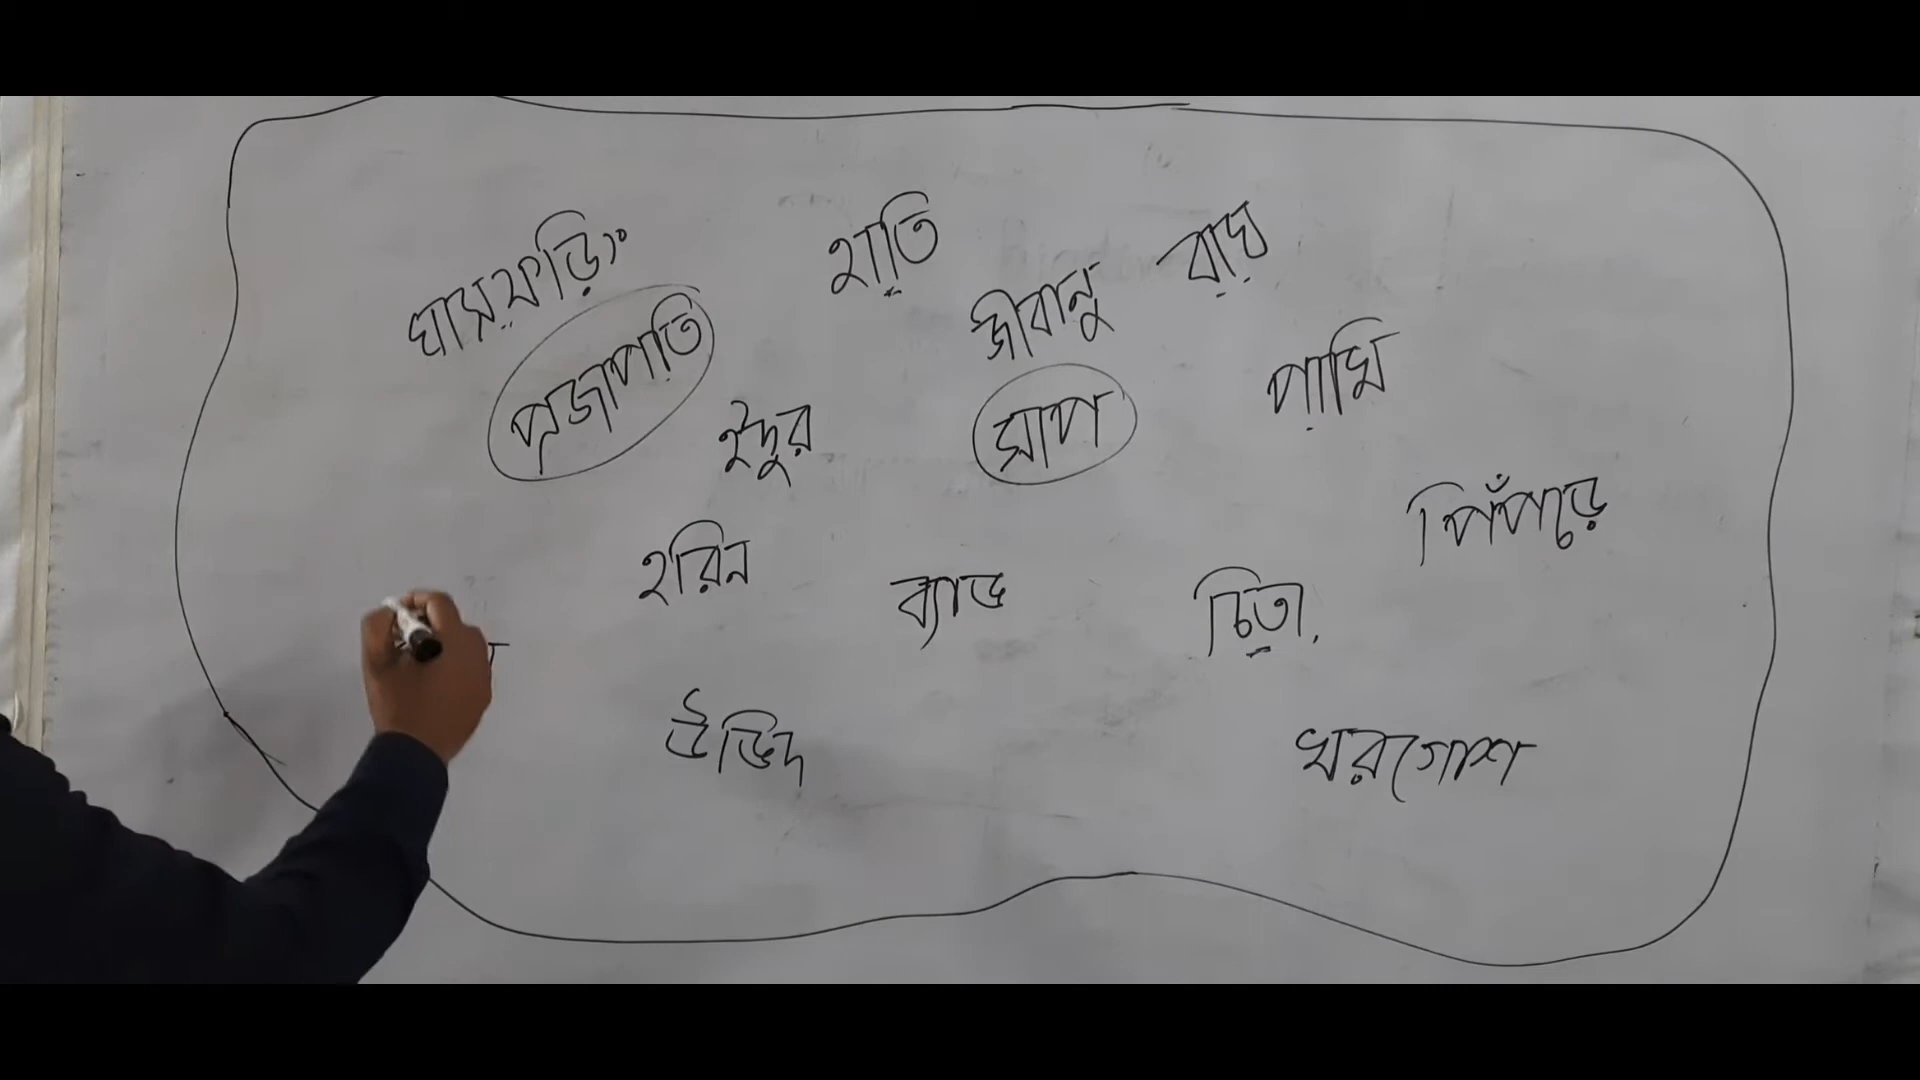 ঘাসফড়িং
হাতি
বাঘ
জীবানু
প্রজাপতি
ইঁদুর
সাপ
পাখি
পিঁপড়ে
হরিন
ব্যাঙ
চিতা
উদ্ভিদ
খরগোশ